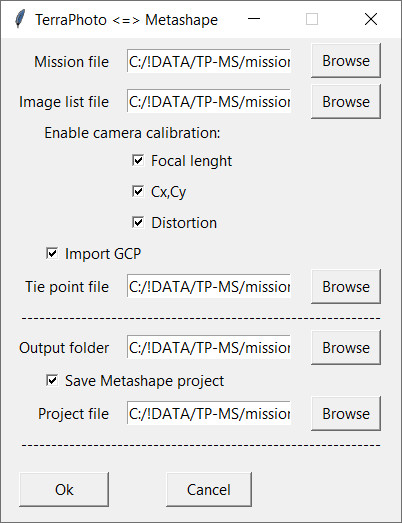 TerraPhoto <=> Metashape
Mission file C:/!DATA/TP-MS/mission Browse
Image list file C:/!DATA/TP-MS/mission Browse
Enable camera calibration:
Focal lenght
Cx,Cy
Distortion
Import GCP
Tie point file C:/!DATA/TP-MS/mission Browse
Output folder C:/!DATA/TP-MS/mission Browse
Save Metashape project
Project file C:/!DATA/TP-MS/mission Browse
Ok Cancel